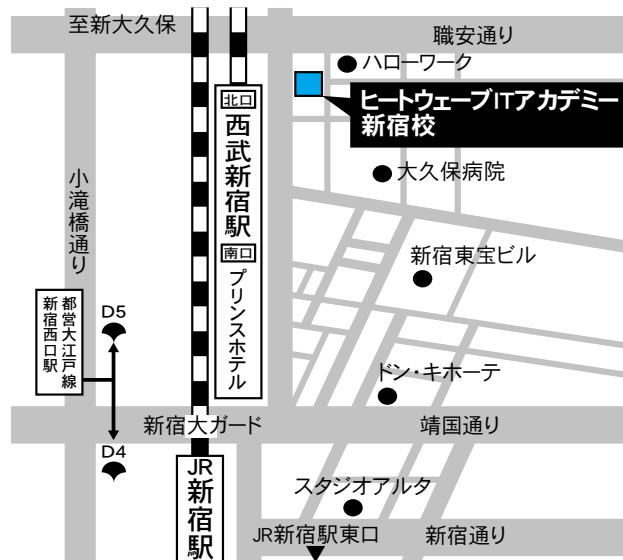 至新大久保
職安通り
ハローワーク
ヒートウェーブITアカデミー
新宿校
北口
西武新宿駅
南口
プリンスホテル
大久保病院
小滝橋通り
新宿東宝ビル
都営大江戸線
新宿西口駅
D5
ドン・キホーテ
新宿大ガード
靖国通り
D4
JR新宿駅
スタジオアルタ
JR新宿駅東口
新宿通り